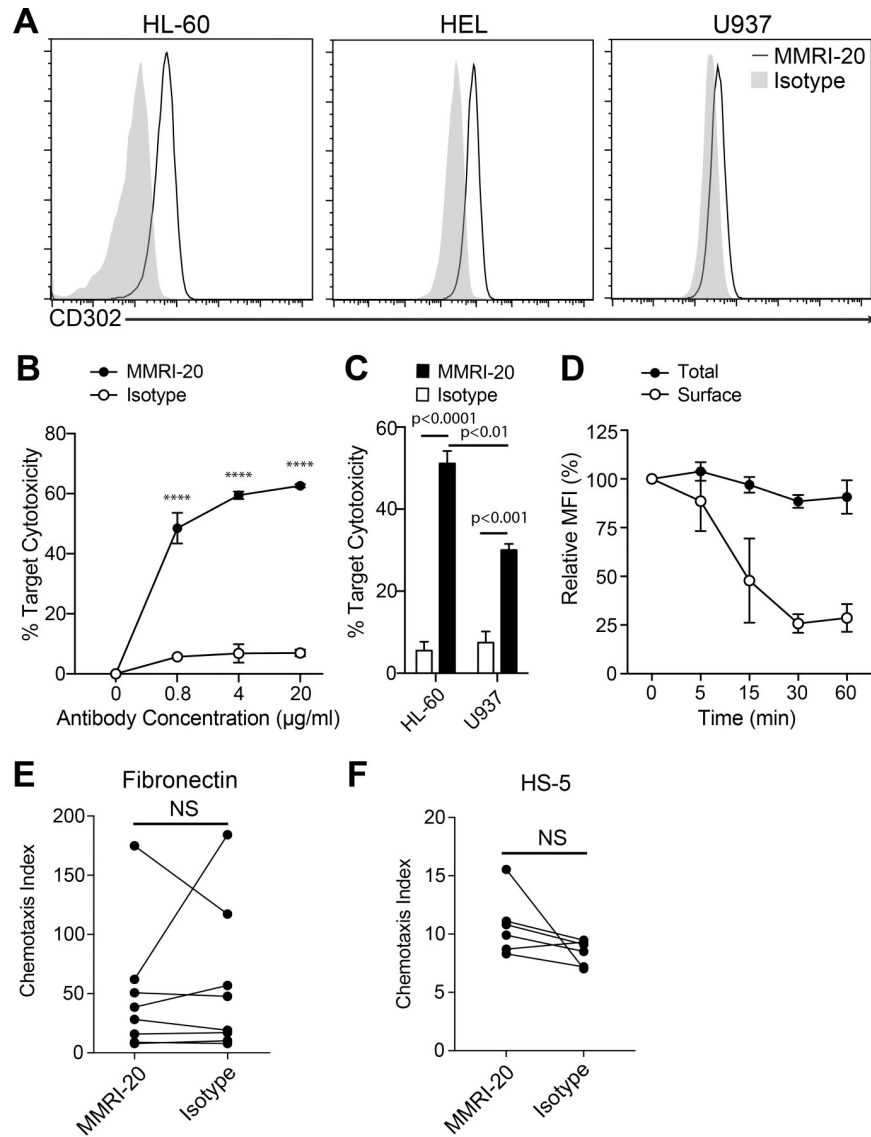 A
HL-60 HEL U937
MMRI-20
Isotype
CD302
B
MMRI-20
Isotype
% Target Cytotoxicity
80
60
40
20
0
****
****
****
0 0.8 4 20
Antibody Concentration (µg/ml)
C
MMRI-20
Isotype
% Target Cytotoxicity
60
40
20
0
p<0.0001
p<0.01
p<0.001
HL-60
U937
D
Total
Surface
Relative MFI (%)
125
100
75
50
25
0
0 5 15 30 60
Time (min)
E
Fibronectin
NS
Chemotaxis Index
200
150
100
50
0
MMRI-20
Isotype
F
HS-5
NS
Chemotaxis Index
20
15
10
5
0
MMRI-20
Isotype